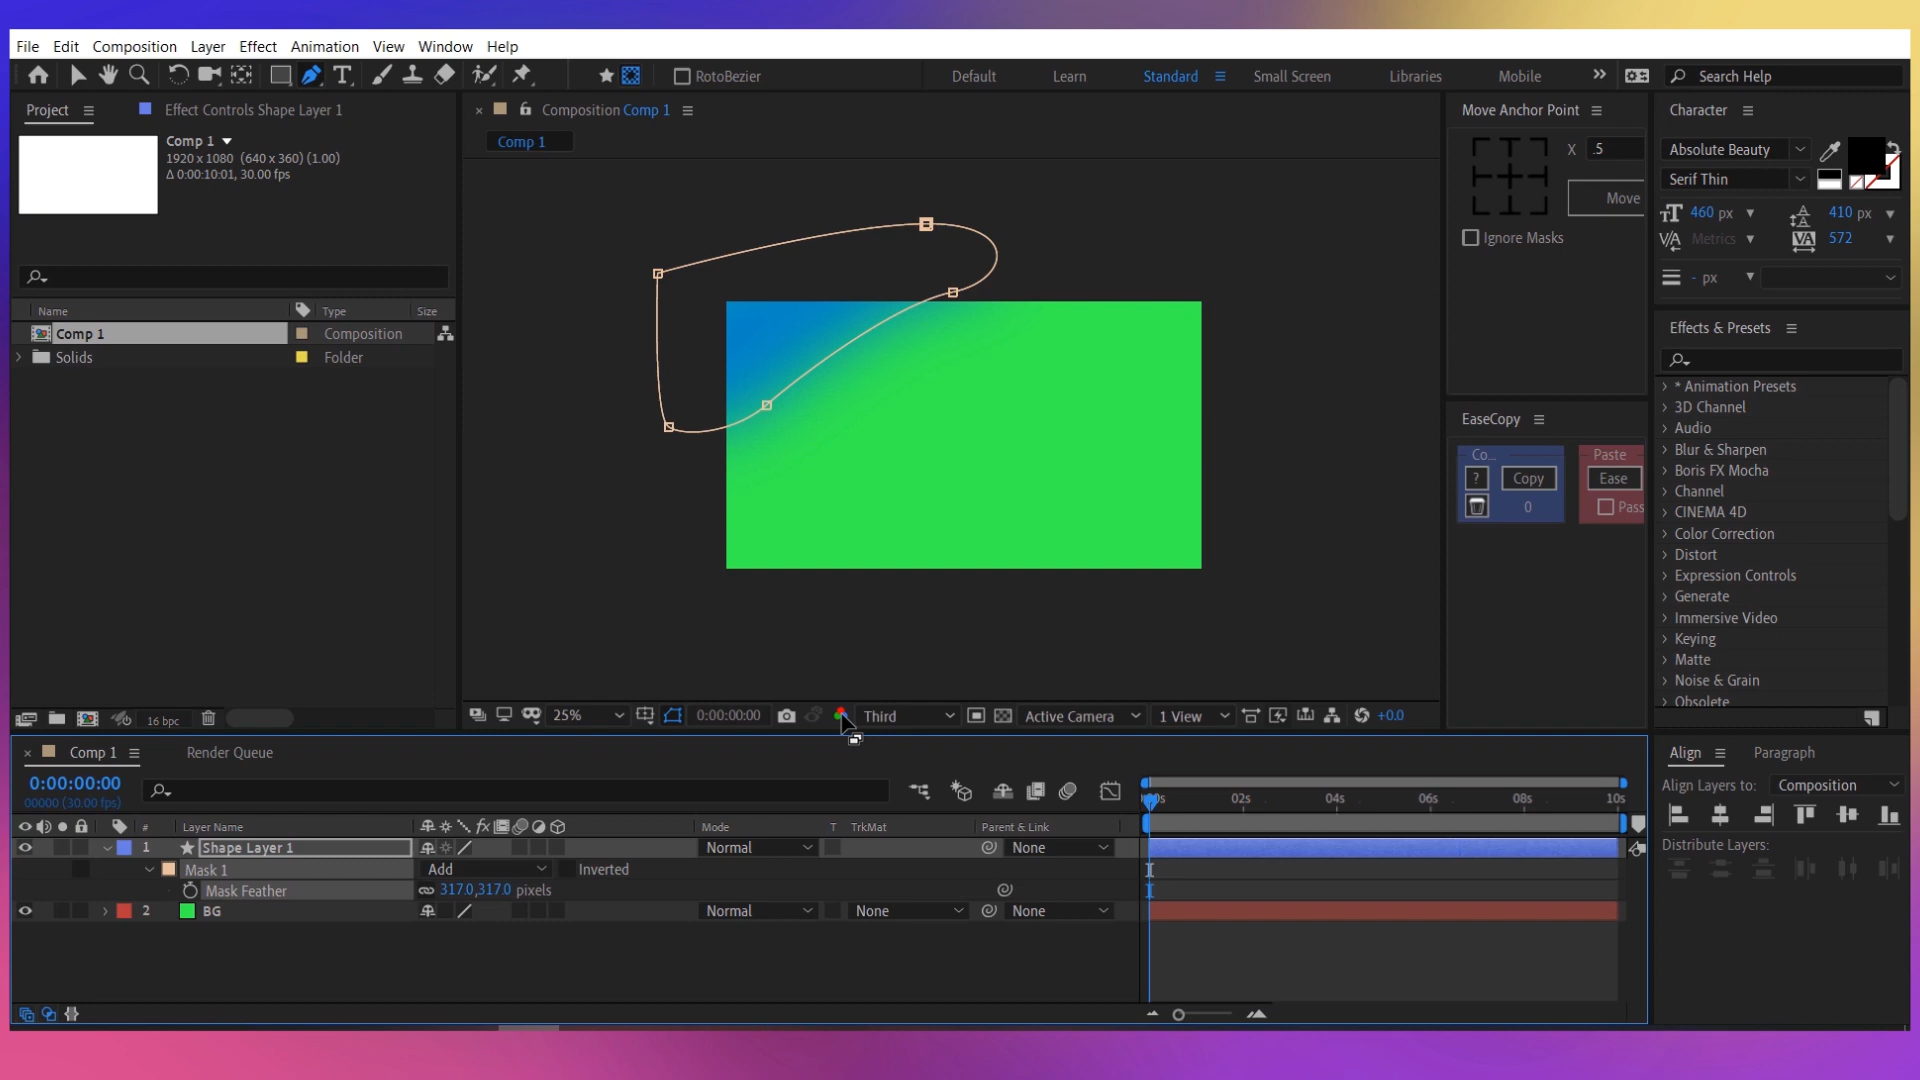 File Edit Composition Layer Effect Animation View Window Help
RotoBezier Default Learn Standard Small Screen Libraries Mobile Search Help
Project Effect Controls Shape Layer 1
Comp 1
1920 x 1080 (640 x 360) (1.00)
Δ 0:00:10:01, 30.00 fps
Name Type Size
Comp 1 Composition
Solids Folder
16 bpc
Composition Comp 1
Comp 1
25% 0:00:00:00 Third Active Camera 1 View +0.0
Move Anchor Point
X .5
Move
Ignore Masks
EaseCopy
Co... Paste
? Copy Ease
0 Pass
Character
Absolute Beauty
Serif Thin
460 px 410 px
Metrics 572
- px
Effects & Presets
* Animation Presets
3D Channel
Audio
Blur & Sharpen
Boris FX Mocha
Channel
CINEMA 4D
Color Correction
Distort
Expression Controls
Generate
Immersive Video
Keying
Matte
Noise & Grain
Obsolete
Comp 1 Render Queue
0:00:00:00
00000 (30.00 fps)
02s 04s 06s 08s 10s
# Layer Name Mode T TrkMat Parent & Link
1 Shape Layer 1 Normal None
Mask 1 Add Inverted
Mask Feather 317.0,317.0 pixels
2 BG Normal None None
Align Paragraph
Align Layers to: Composition
Distribute Layers: